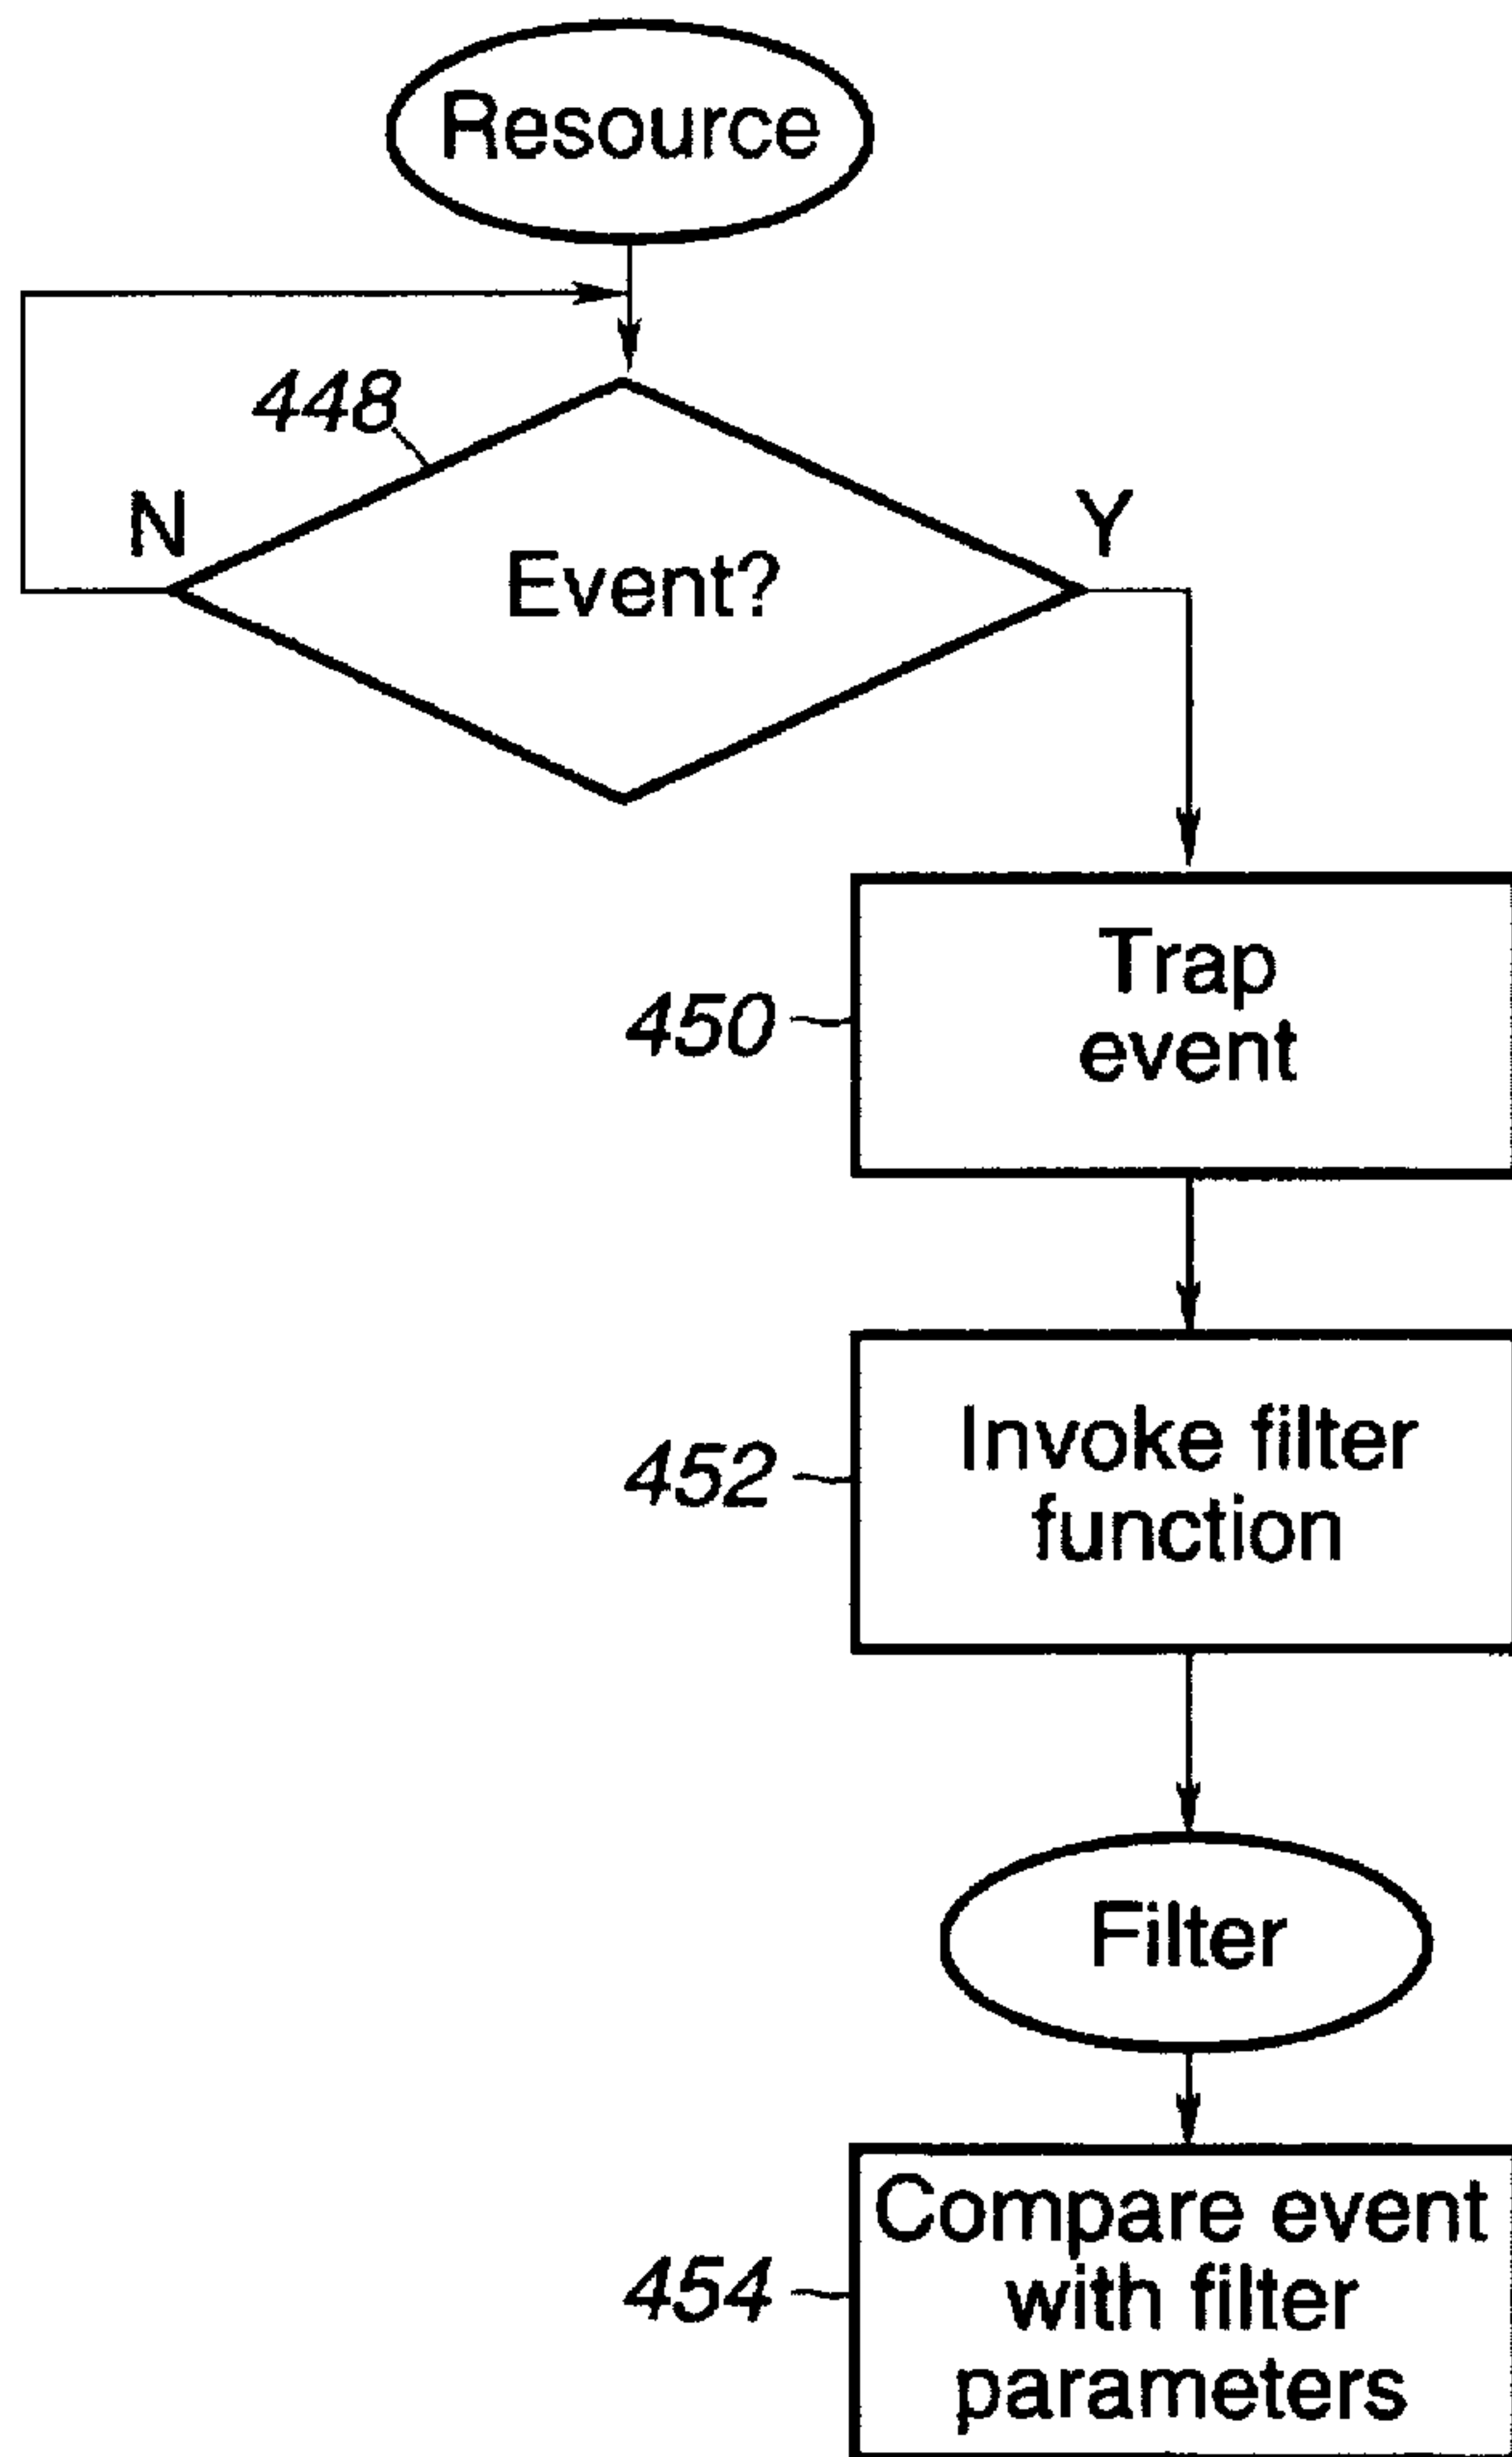 Resource
448
N
Y
Event?
Trap
event
450
Invoke filter
function
452
Filter
Compare event
with filter
parameters
454